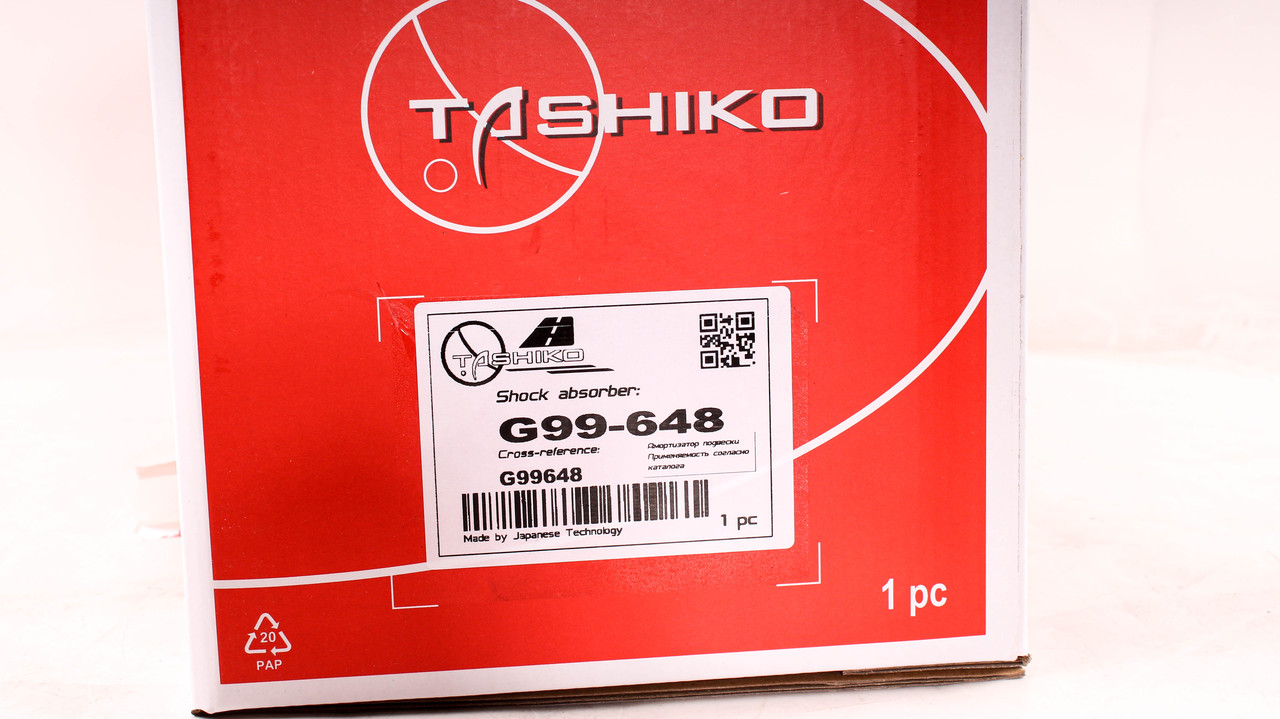 TASHIKO
TASHIKO
Shock absorber:
G99-648
Cross-reference:
Амортизатор подвески
Применяемость согласно
каталога
G99648
1 pc
Made by Japanese Technology
1 pc
20
PAP